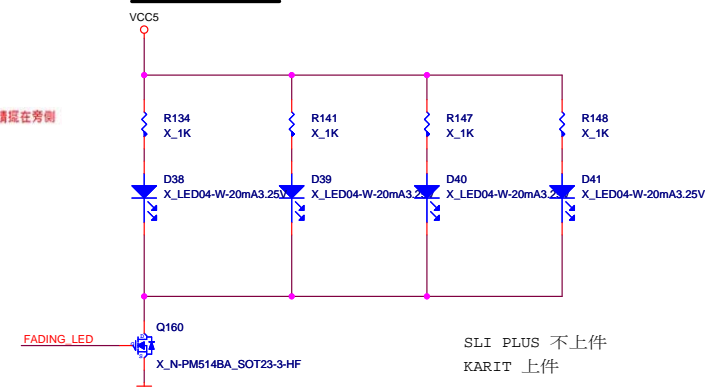 VCC5
請擺在旁側
R134
X_1K
R141
X_1K
R147
X_1K
R148
X_1K
D38
X_LED04-W-20mA3.25V
D39
X_LED04-W-20mA3.25V
D40
X_LED04-W-20mA3.25V
D41
X_LED04-W-20mA3.25V
FADING_LED
Q160
X_N-PM514BA_SOT23-3-HF
SLI PLUS 不上件
KARIT 上件